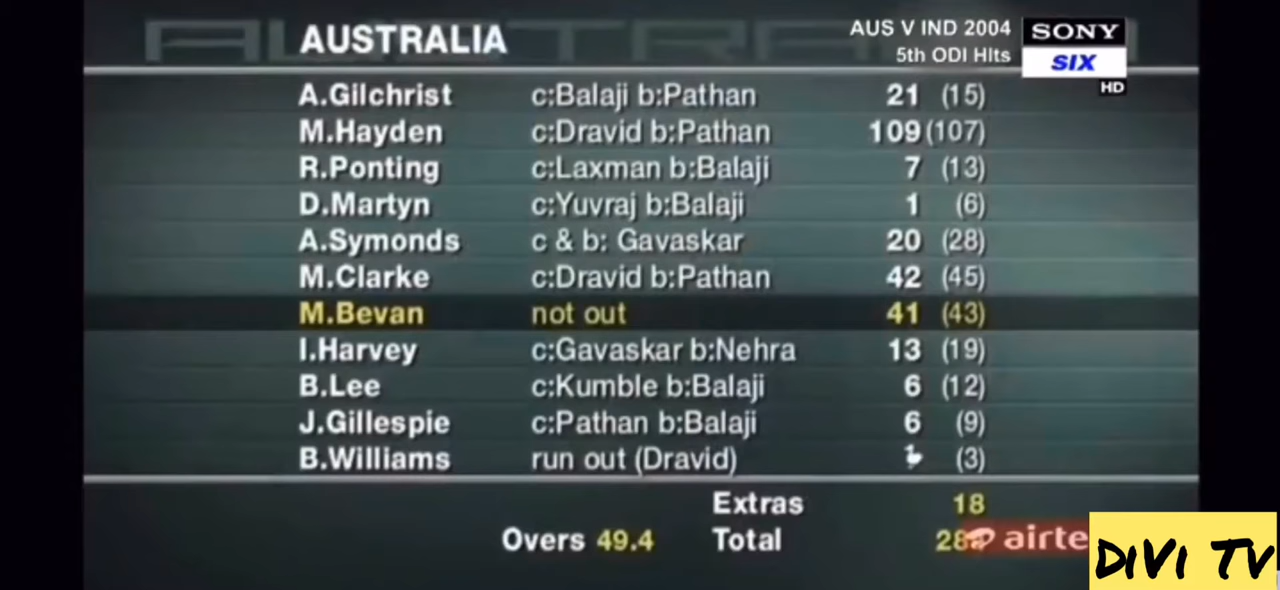 AUSTRALIA
AUS V IND 2004
5th ODI Hlts
SONY
SIX
HD
A.Gilchrist c:Balaji b:Pathan 21 (15)
M.Hayden c:Dravid b:Pathan 109 (107)
R.Ponting c:Laxman b:Balaji 7 (13)
D.Martyn c:Yuvraj b:Balaji 1 (6)
A.Symonds c & b: Gavaskar 20 (28)
M.Clarke c:Dravid b:Pathan 42 (45)
M.Bevan not out 41 (43)
I.Harvey c:Gavaskar b:Nehra 13 (19)
B.Lee c:Kumble b:Balaji 6 (12)
J.Gillespie c:Pathan b:Balaji 6 (9)
B.Williams run out (Dravid) (3)
Extras 18
Overs 49.4 Total
airte
DIVI TV